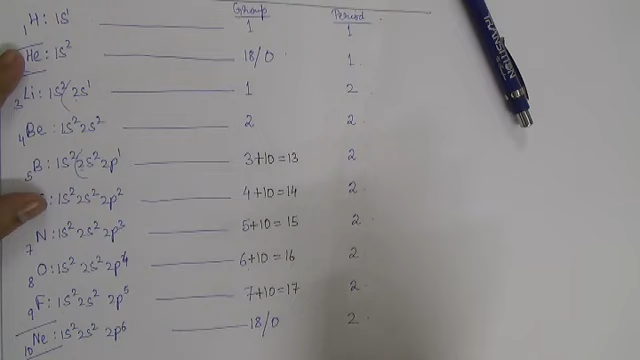 Group Period
₁H: 1S¹ 1 1
He: 1S² 18/0 1
₃Li: 1S² 2S¹ 1 2
₄Be: 1S² 2S² 2 2
₅B: 1S² 2S² 2p¹ 3+10=13 2
: 1S² 2S² 2p² 4+10=14 2
₇N: 1S² 2S² 2p³ 5+10=15 2
₈O: 1S² 2S² 2p⁴ 6+10=16 2
₉F: 1S² 2S² 2p⁵ 7+10=17 2
₁₀Ne: 1S² 2S² 2p⁶ 18/0 2
TRANSITION